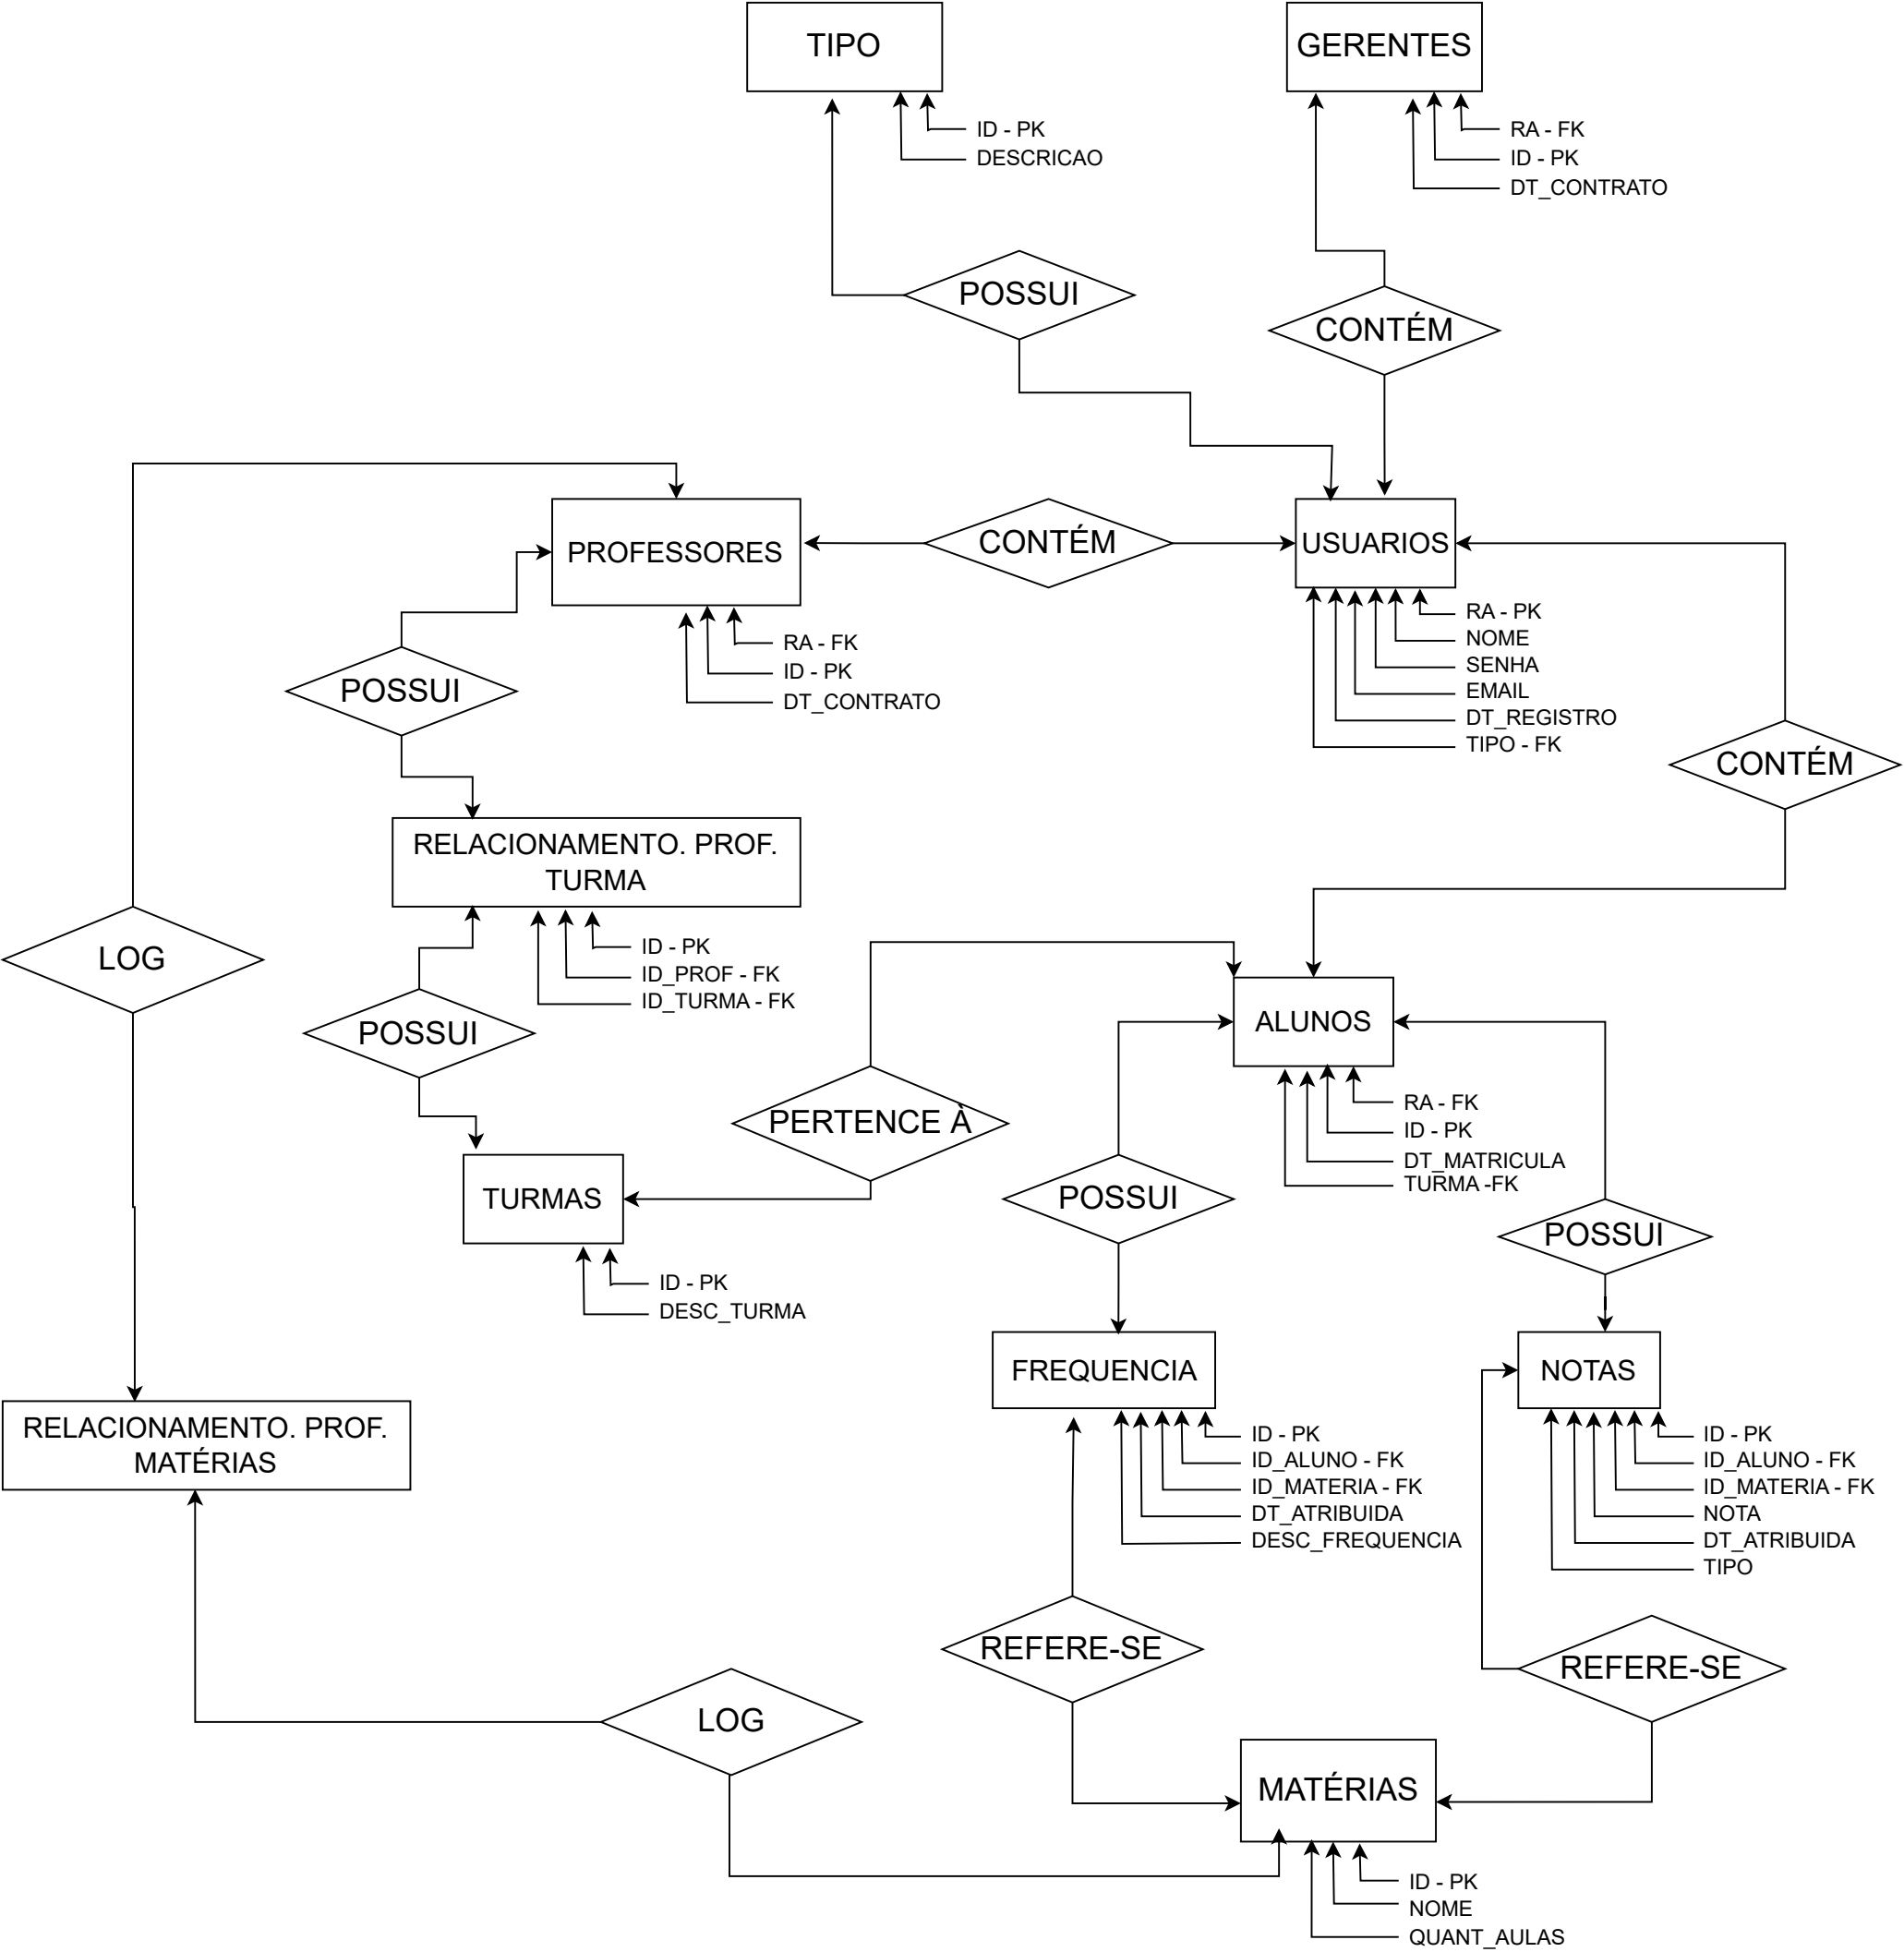 TIPO
ID - PK
DESCRICAO
GERENTES
RA - FK
ID - PK
DT_CONTRATO
POSSUI
CONTÉM
PROFESSORES
RA - FK
ID - PK
DT_CONTRATO
CONTÉM
USUARIOS
RA - PK
NOME
SENHA
EMAIL
DT_REGISTRO
TIPO - FK
POSSUI
CONTÉM
RELACIONAMENTO. PROF.
TURMA
ID - PK
ID_PROF - FK
ID_TURMA - FK
LOG
POSSUI
ALUNOS
RA - FK
ID - PK
DT_MATRICULA
TURMA -FK
PERTENCE À
TURMAS
ID - PK
DESC_TURMA
POSSUI
POSSUI
FREQUENCIA
ID - PK
ID_ALUNO - FK
ID_MATERIA - FK
DT_ATRIBUIDA
DESC_FREQUENCIA
NOTAS
ID - PK
ID_ALUNO - FK
ID_MATERIA - FK
NOTA
DT_ATRIBUIDA
TIPO
RELACIONAMENTO. PROF.
MATÉRIAS
REFERE-SE
REFERE-SE
LOG
MATÉRIAS
ID - PK
NOME
QUANT_AULAS